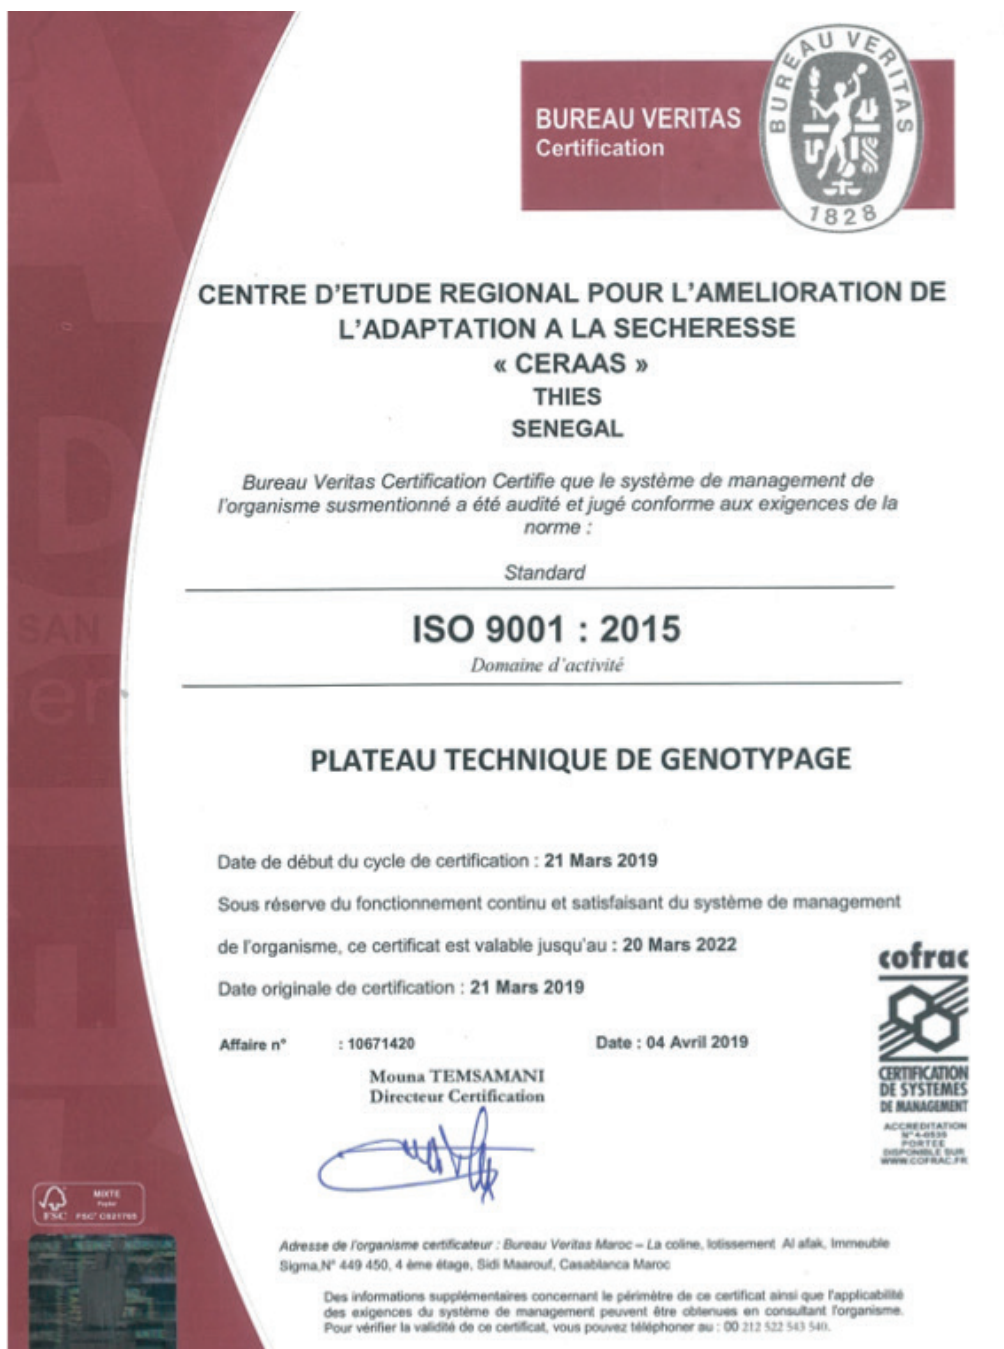 BUREAU VERITAS
Certification
BUREAU VERITAS
1828
CENTRE D'ETUDE REGIONAL POUR L'AMELIORATION DE
L'ADAPTATION A LA SECHERESSE
« CERAAS »
THIES
SENEGAL
Bureau Veritas Certification Certifie que le système de management de
l'organisme susmentionné a été audité et jugé conforme aux exigences de la
norme :
Standard
ISO 9001 : 2015
Domaine d'activité
PLATEAU TECHNIQUE DE GENOTYPAGE
Date de début du cycle de certification : 21 Mars 2019
Sous réserve du fonctionnement continu et satisfaisant du système de management
de l'organisme, ce certificat est valable jusqu'au : 20 Mars 2022
Date originale de certification : 21 Mars 2019
Affaire n° : 10671420 Date : 04 Avril 2019
Mouna TEMSAMANI
Directeur Certification
cofrac
CERTIFICATION
DE SYSTEMES
DE MANAGEMENT
ACCREDITATION
N°4-0535
PORTEE
DISPONIBLE SUR
WWW.COFRAC.FR
MIXTE
Papier
FSC FSC® C021765
Adresse de l'organisme certificateur : Bureau Veritas Maroc – La coline, lotissement Al afak, Immeuble
Sigma,N° 449 450, 4 ème étage, Sidi Maarouf, Casablanca Maroc
Des informations supplémentaires concernant le périmètre de ce certificat ainsi que l'applicabilité
des exigences du système de management peuvent être obtenues en consultant l'organisme.
Pour vérifier la validité de ce certificat, vous pouvez téléphoner au : 00 212 522 543 540.